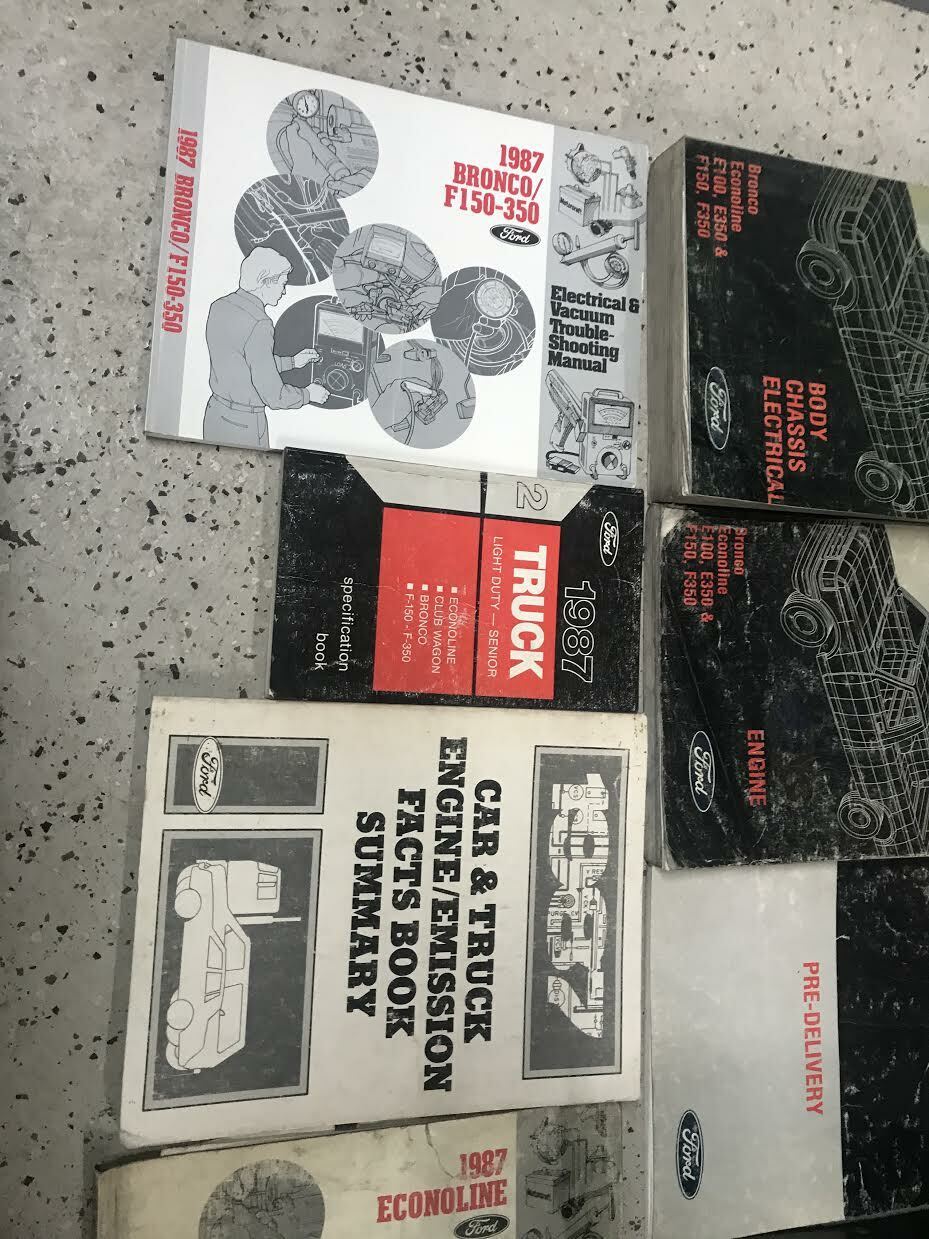 1987 BRONCO/F150-350
1987
BRONCO/
F150-350
Ford
Motorcraft
Electrical &
Vacuum
Trouble-
Shooting
Manual
LOAD
Bronco
Econoline
F100, E350 &
F150, F350
Ford
BODY
CHASSIS
ELECTRICAL
2
Ford
1987
TRUCK
LIGHT DUTY — SENIOR
■ ECONOLINE
■ CLUB WAGON
■ BRONCO
■ F-150 - F-350
specification
book
Bronco
Econoline
E100, E350 &
F150, F350
Ford
ENGINE
Ford
CAR & TRUCK
ENGINE/EMISSION
FACTS BOOK
SUMMARY
PRE-DELIVERY
Ford
1987
ECONOLINE
Ford